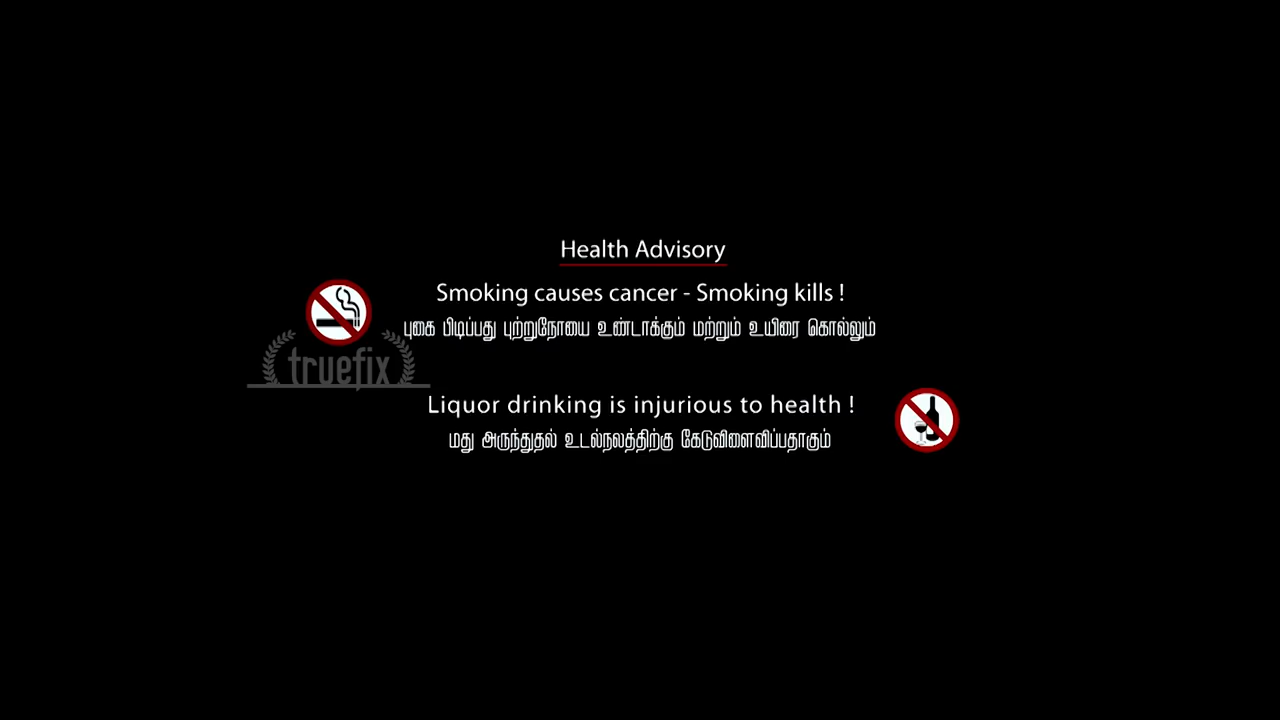 Health Advisory
Smoking causes cancer - Smoking kills !
புகை பிடிப்பது புற்றுநோயை உண்டாக்கும் மற்றும் உயிரை கொல்லும்
truefix
Liquor drinking is injurious to health !
மது அருந்துதல் உடல்நலத்திற்கு கேடுவிளைவிப்பதாகும்